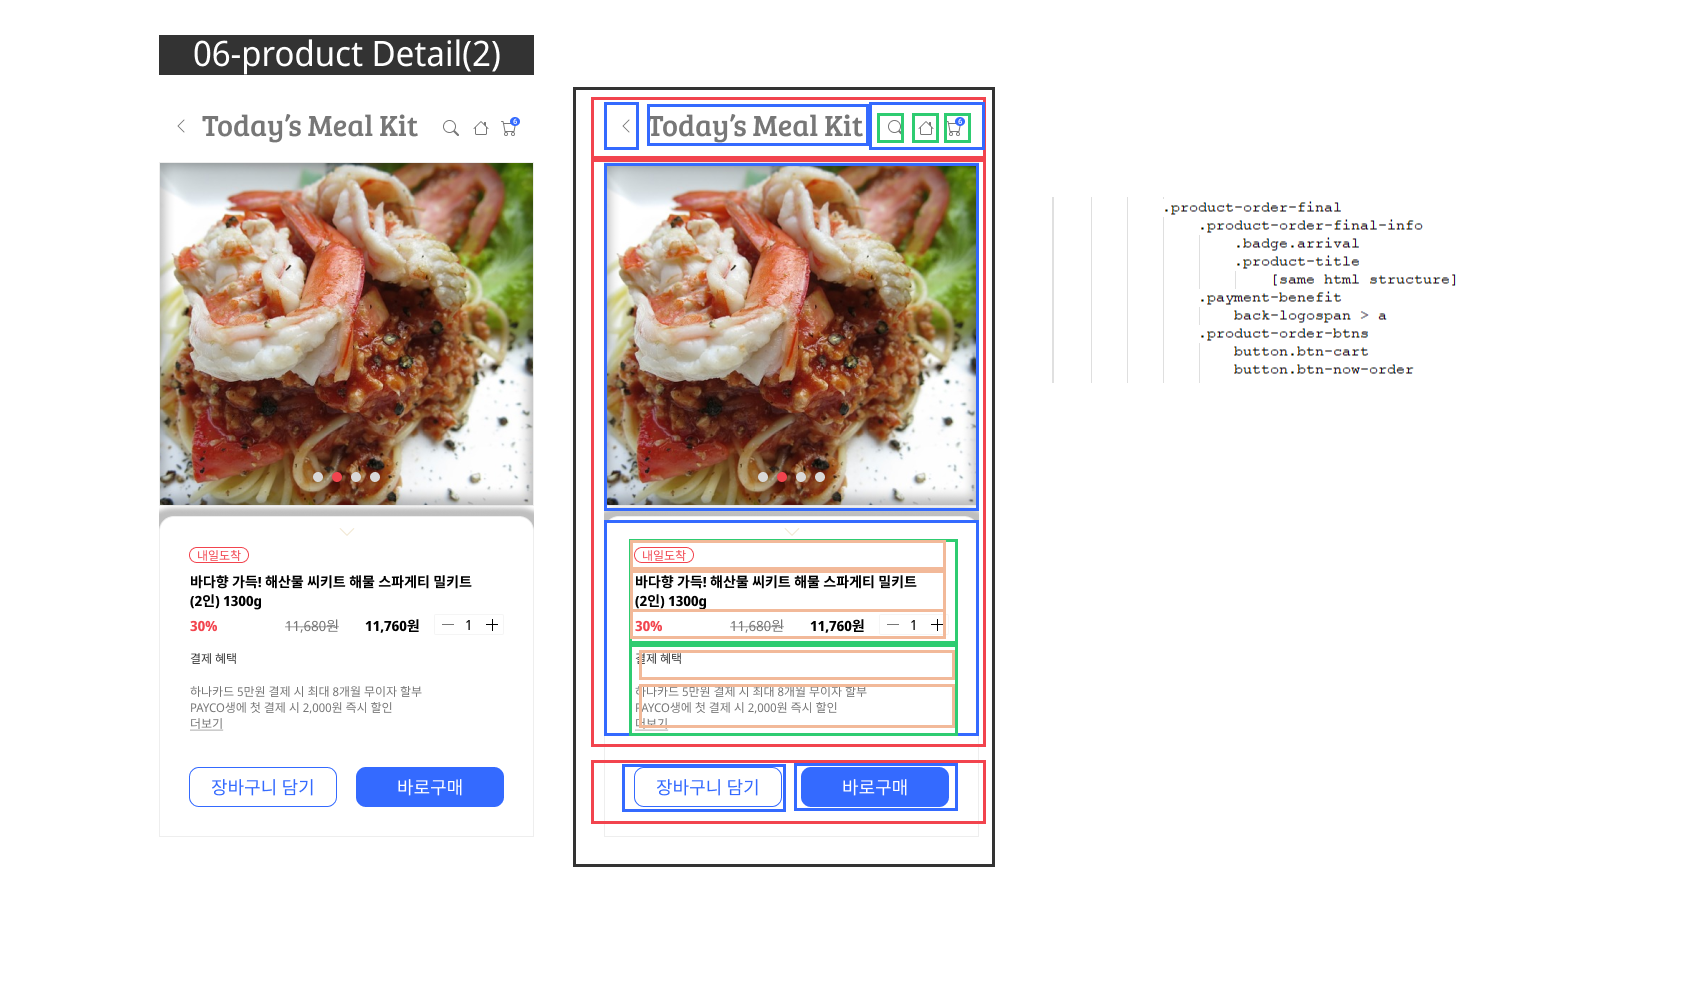 06-product Detail(2)
Today's Meal Kit
6
내일도착
바다향 가득! 해산물 씨키트 해물 스파게티 밀키트
(2인) 1300g
30% 11,680원 11,760원 1
결제 혜택
하나카드 5만원 결제 시 최대 8개월 무이자 할부
PAYCO생에 첫 결제 시 2,000원 즉시 할인
더보기
장바구니 담기 바로구매
Today's Meal Kit
6
내일도착
바다향 가득! 해산물 씨키트 해물 스파게티 밀키트
(2인) 1300g
30% 11,680원 11,760원 1
결제 혜택
하나카드 5만원 결제 시 최대 8개월 무이자 할부
PAYCO생에 첫 결제 시 2,000원 즉시 할인
더보기
장바구니 담기 바로구매
.product-order-final
.product-order-final-info
.badge.arrival
.product-title
[same html structure]
.payment-benefit
back-logospan > a
.product-order-btns
button.btn-cart
button.btn-now-order